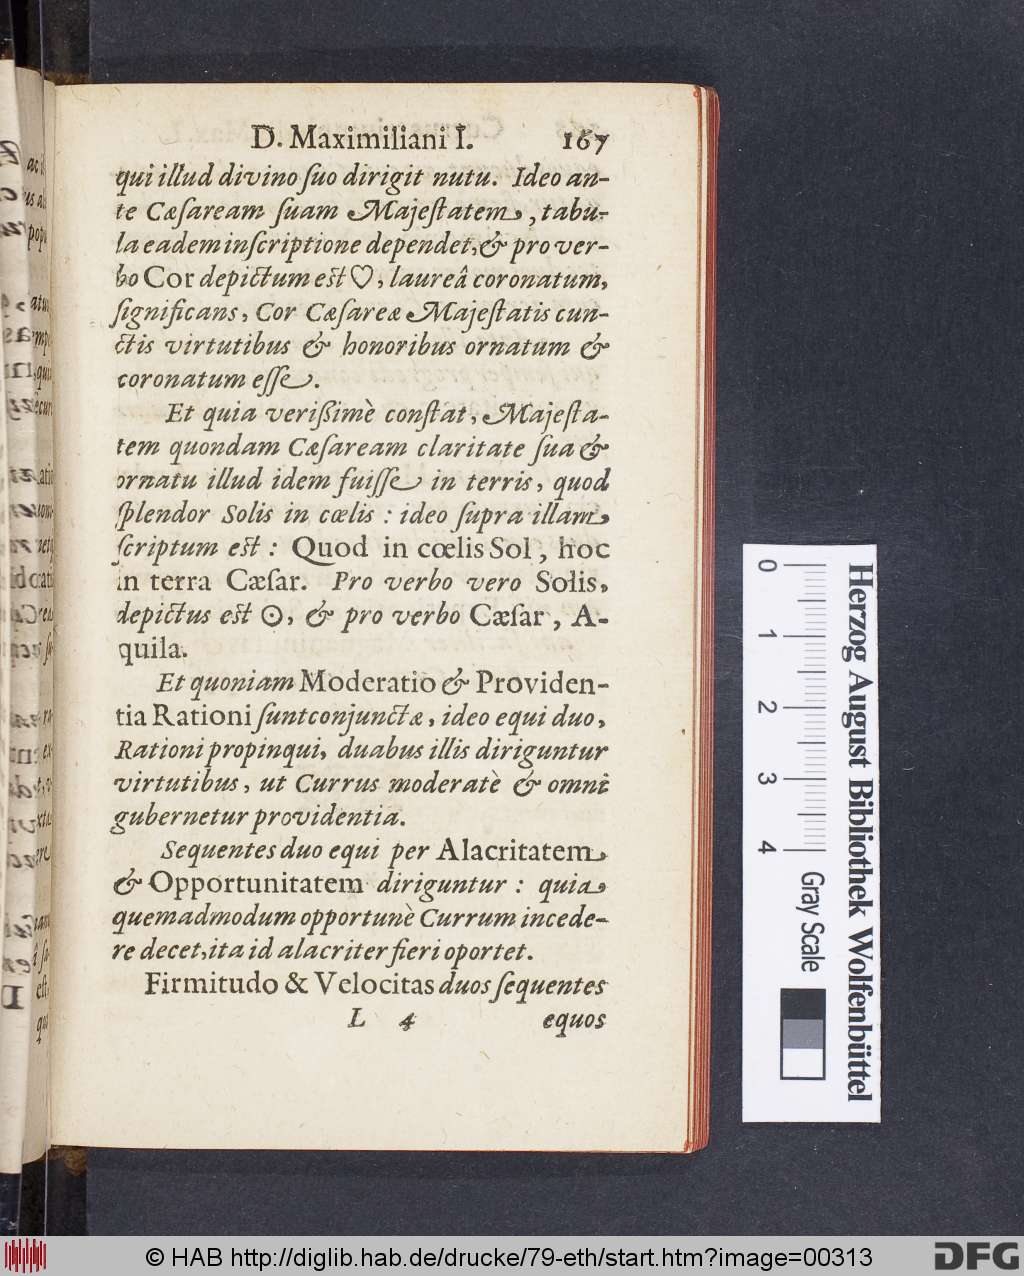 D. Maximiliani I. 167
qui illud divino ſuo dirigit nutu. Ideo an-
te Cæſaream ſuam Majeſtatem, tabu-
la eadem inſcriptione dependet, & pro ver-
bo Cor depictum eſt ♡, laureâ coronatum,
ſignificans, Cor Cæſareæ Majeſtatis cun-
ctis virtutibus & honoribus ornatum &
coronatum eſſe.
Et quia verißimè conſtat, Majeſta-
tem quondam Cæſaream claritate ſua &
ornatu illud idem fuiſſe in terris, quod
ſplendor Solis in cœlis : ideo ſupra illam
ſcriptum eſt : Quod in cœlis Sol, hoc
in terra Cæſar. Pro verbo vero Solis,
depictus eſt ☉, & pro verbo Cæſar, A-
quila.
Et quoniam Moderatio & Providen-
tia Rationi ſunt conjunctæ, ideo equi duo,
Rationi propinqui, duabus illis diriguntur
virtutibus, ut Currus moderatè & omni
gubernetur providentia.
Sequentes duo equi per Alacritatem
& Opportunitatem diriguntur : quia
quemadmodum opportunè Currum incede-
re decet, ita id alacriter fieri oportet.
Firmitudo & Velocitas duos ſequentes
L 4 equos
0 1 2 3 4
Herzog August Bibliothek Wolfenbüttel
Gray Scale
© HAB http://diglib.hab.de/drucke/79-eth/start.htm?image=00313
DFG